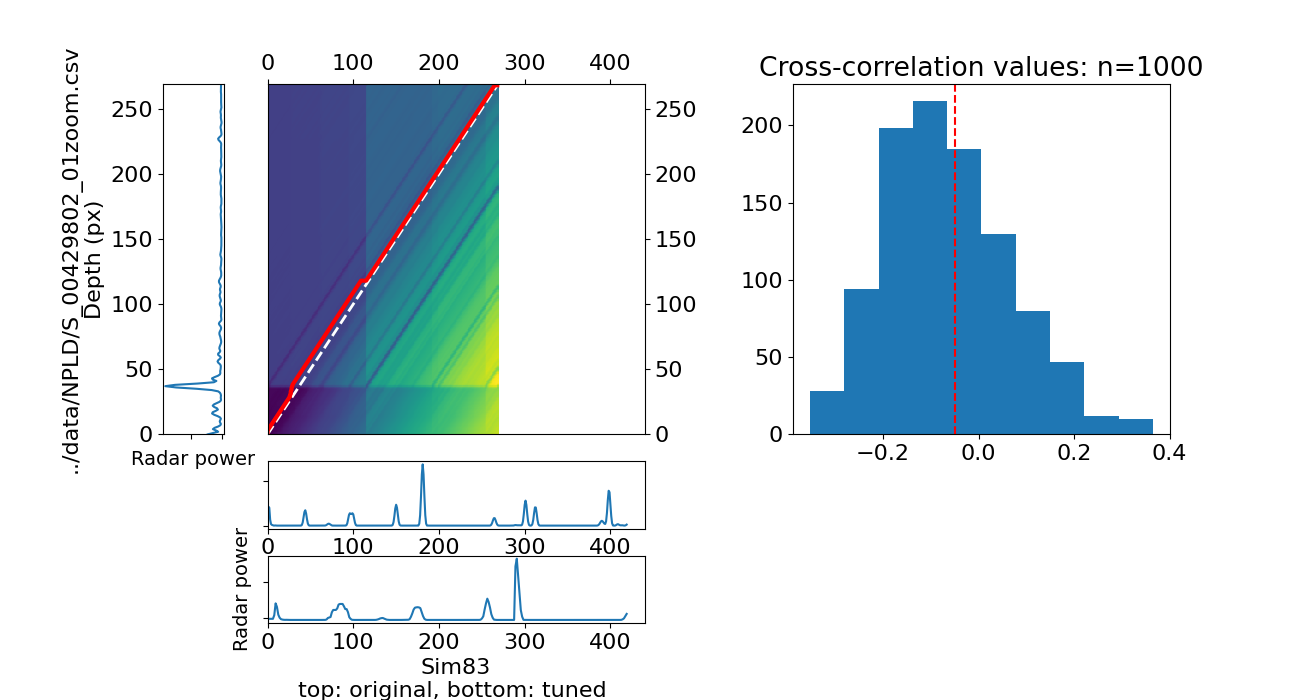 ../data/NPLD/S_00429802_01zoom.csv
Depth (px)
0 100 200 300 400
250
200
150
100
50
0
250
200
150
100
50
0
Radar power
0 100 200 300 400
Radar power
0 100 200 300 400
Sim83
top: original, bottom: tuned
Cross-correlation values: n=1000
200
150
100
50
0
−0.2 0.0 0.2 0.4